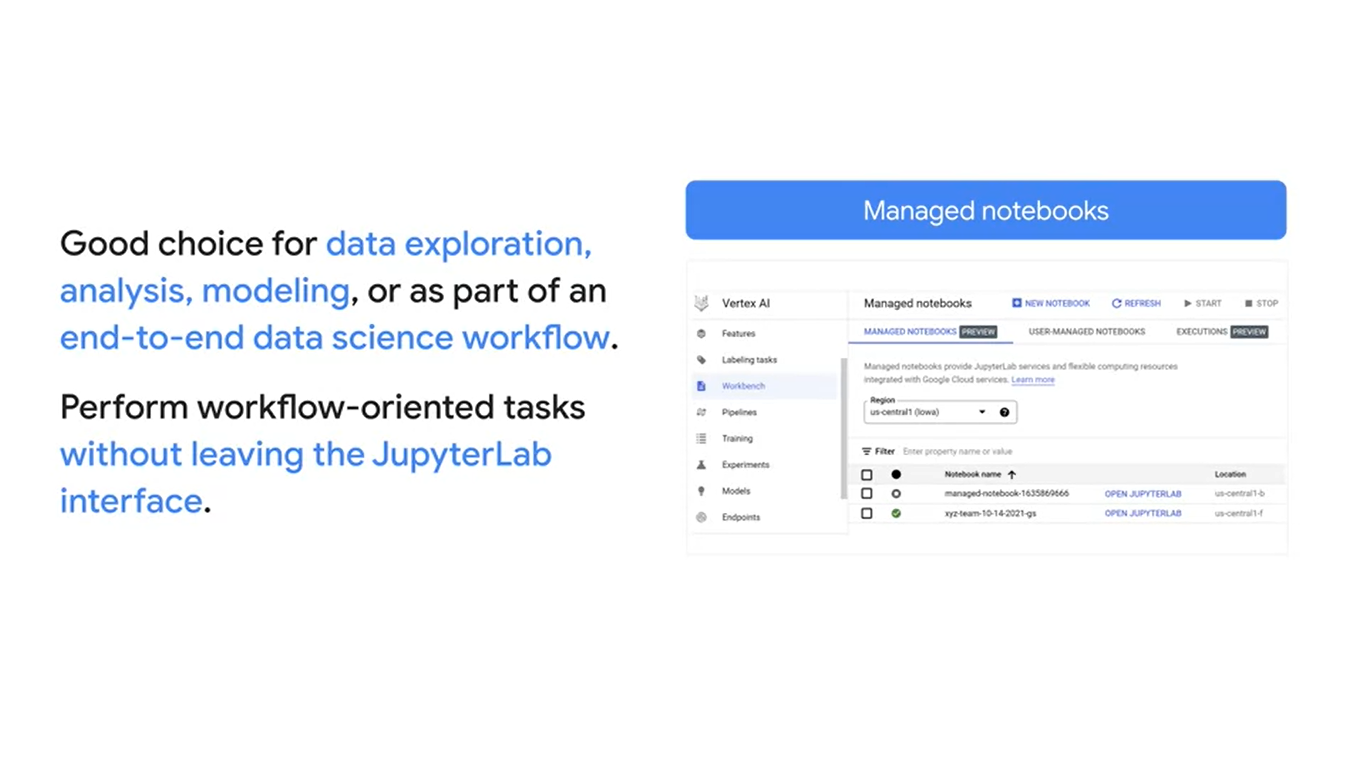 Good choice for data exploration,
analysis, modeling, or as part of an
end-to-end data science workflow.
Perform workflow-oriented tasks
without leaving the JupyterLab
interface.
Managed notebooks
Vertex AI
Features
Labeling tasks
Workbench
Pipelines
Training
Experiments
Models
Endpoints
Managed notebooks NEW NOTEBOOK REFRESH START STOP
MANAGED NOTEBOOKS PREVIEW USER-MANAGED NOTEBOOKS EXECUTIONS PREVIEW
Managed notebooks provide JupyterLab services and flexible computing resources
integrated with Google Cloud services. Learn more
Region
us-central1 (Iowa)
Filter Enter property name or value
Notebook name Location
managed-notebook-1635869666 OPEN JUPYTERLAB us-central1-b
xyz-team-10-14-2021-gs OPEN JUPYTERLAB us-central1-f